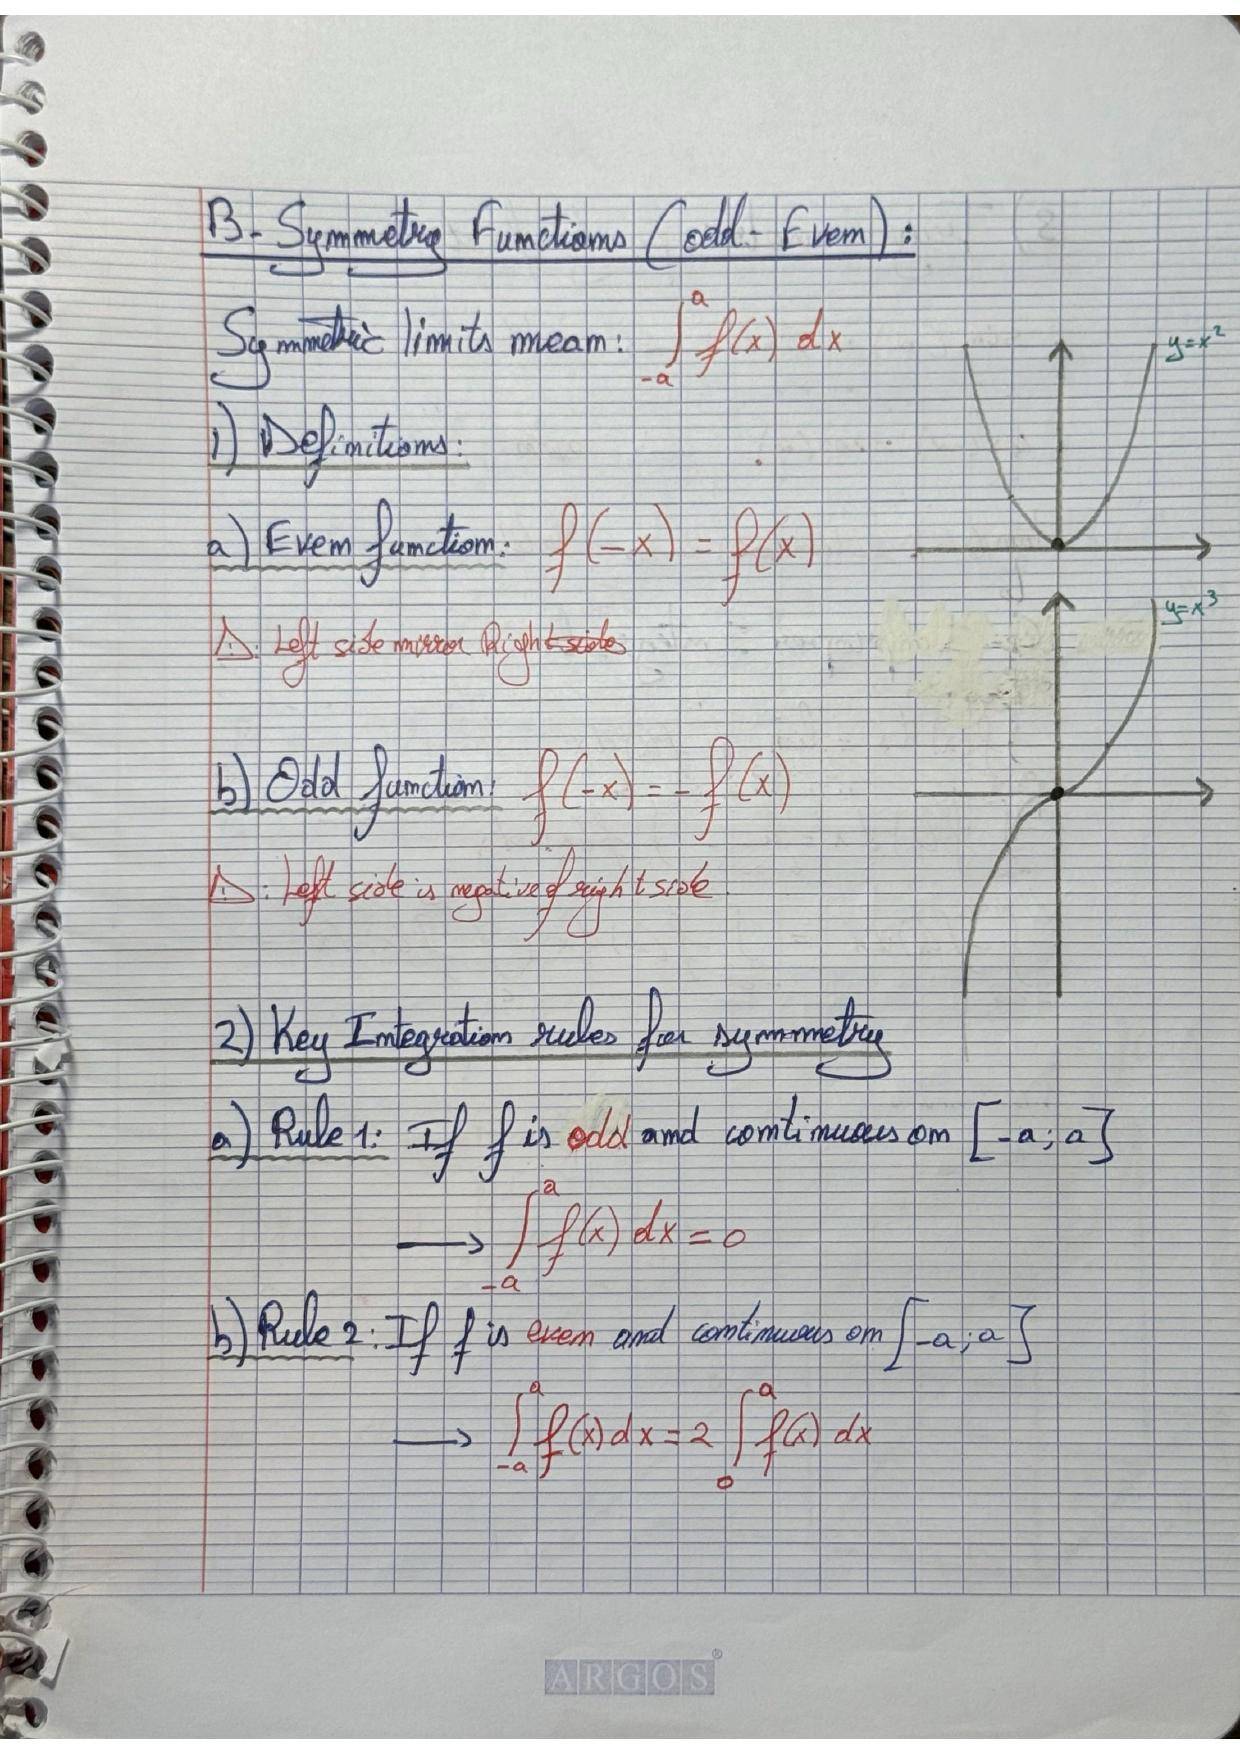 B- Symmetry Functions (odd - Even) :
Symmetric limits mean: ∫_{-a}^{a} f(x) dx
y=x²
1) Definitions:
a) Even function: f(-x) = f(x)
⚠: Left side mirror Right side
y=x³
b) Odd function: f(-x) = -f(x)
⚠: Left side is negative of right side
2) Key Integration rules for symmetry
a) Rule 1: If f is odd and continuous on [-a; a]
→ ∫_{-a}^{a} f(x) dx = 0
b) Rule 2: If f is even and continuous on [-a; a]
→ ∫_{-a}^{a} f(x) dx = 2 ∫_{0}^{a} f(x) dx
ARGOS®